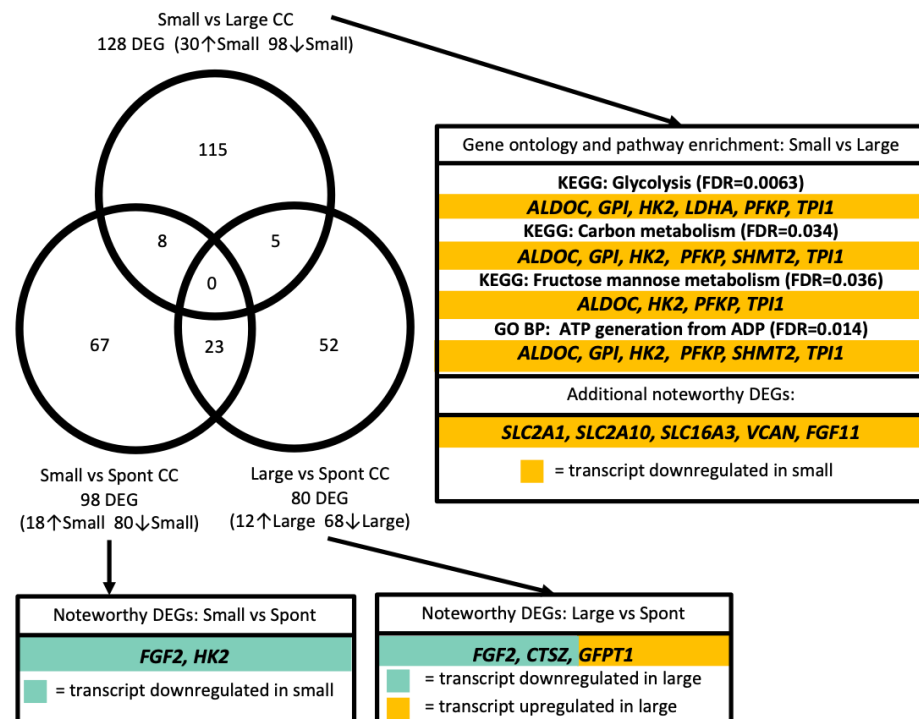 Small vs Large CC
128 DEG (30↑Small 98↓Small)
115
8
5
0
67
23
52
Small vs Spont CC
98 DEG
(18↑Small 80↓Small)
Large vs Spont CC
80 DEG
(12↑Large 68↓Large)
Gene ontology and pathway enrichment: Small vs Large
KEGG: Glycolysis (FDR=0.0063)
ALDOC, GPI, HK2, LDHA, PFKP, TPI1
KEGG: Carbon metabolism (FDR=0.034)
ALDOC, GPI, HK2, PFKP, SHMT2, TPI1
KEGG: Fructose mannose metabolism (FDR=0.036)
ALDOC, HK2, PFKP, TPI1
GO BP: ATP generation from ADP (FDR=0.014)
ALDOC, GPI, HK2, PFKP, SHMT2, TPI1
Additional noteworthy DEGs:
SLC2A1, SLC2A10, SLC16A3, VCAN, FGF11
= transcript downregulated in small
Noteworthy DEGs: Small vs Spont
FGF2, HK2
= transcript downregulated in small
Noteworthy DEGs: Large vs Spont
FGF2, CTSZ, GFPT1
= transcript downregulated in large
= transcript upregulated in large